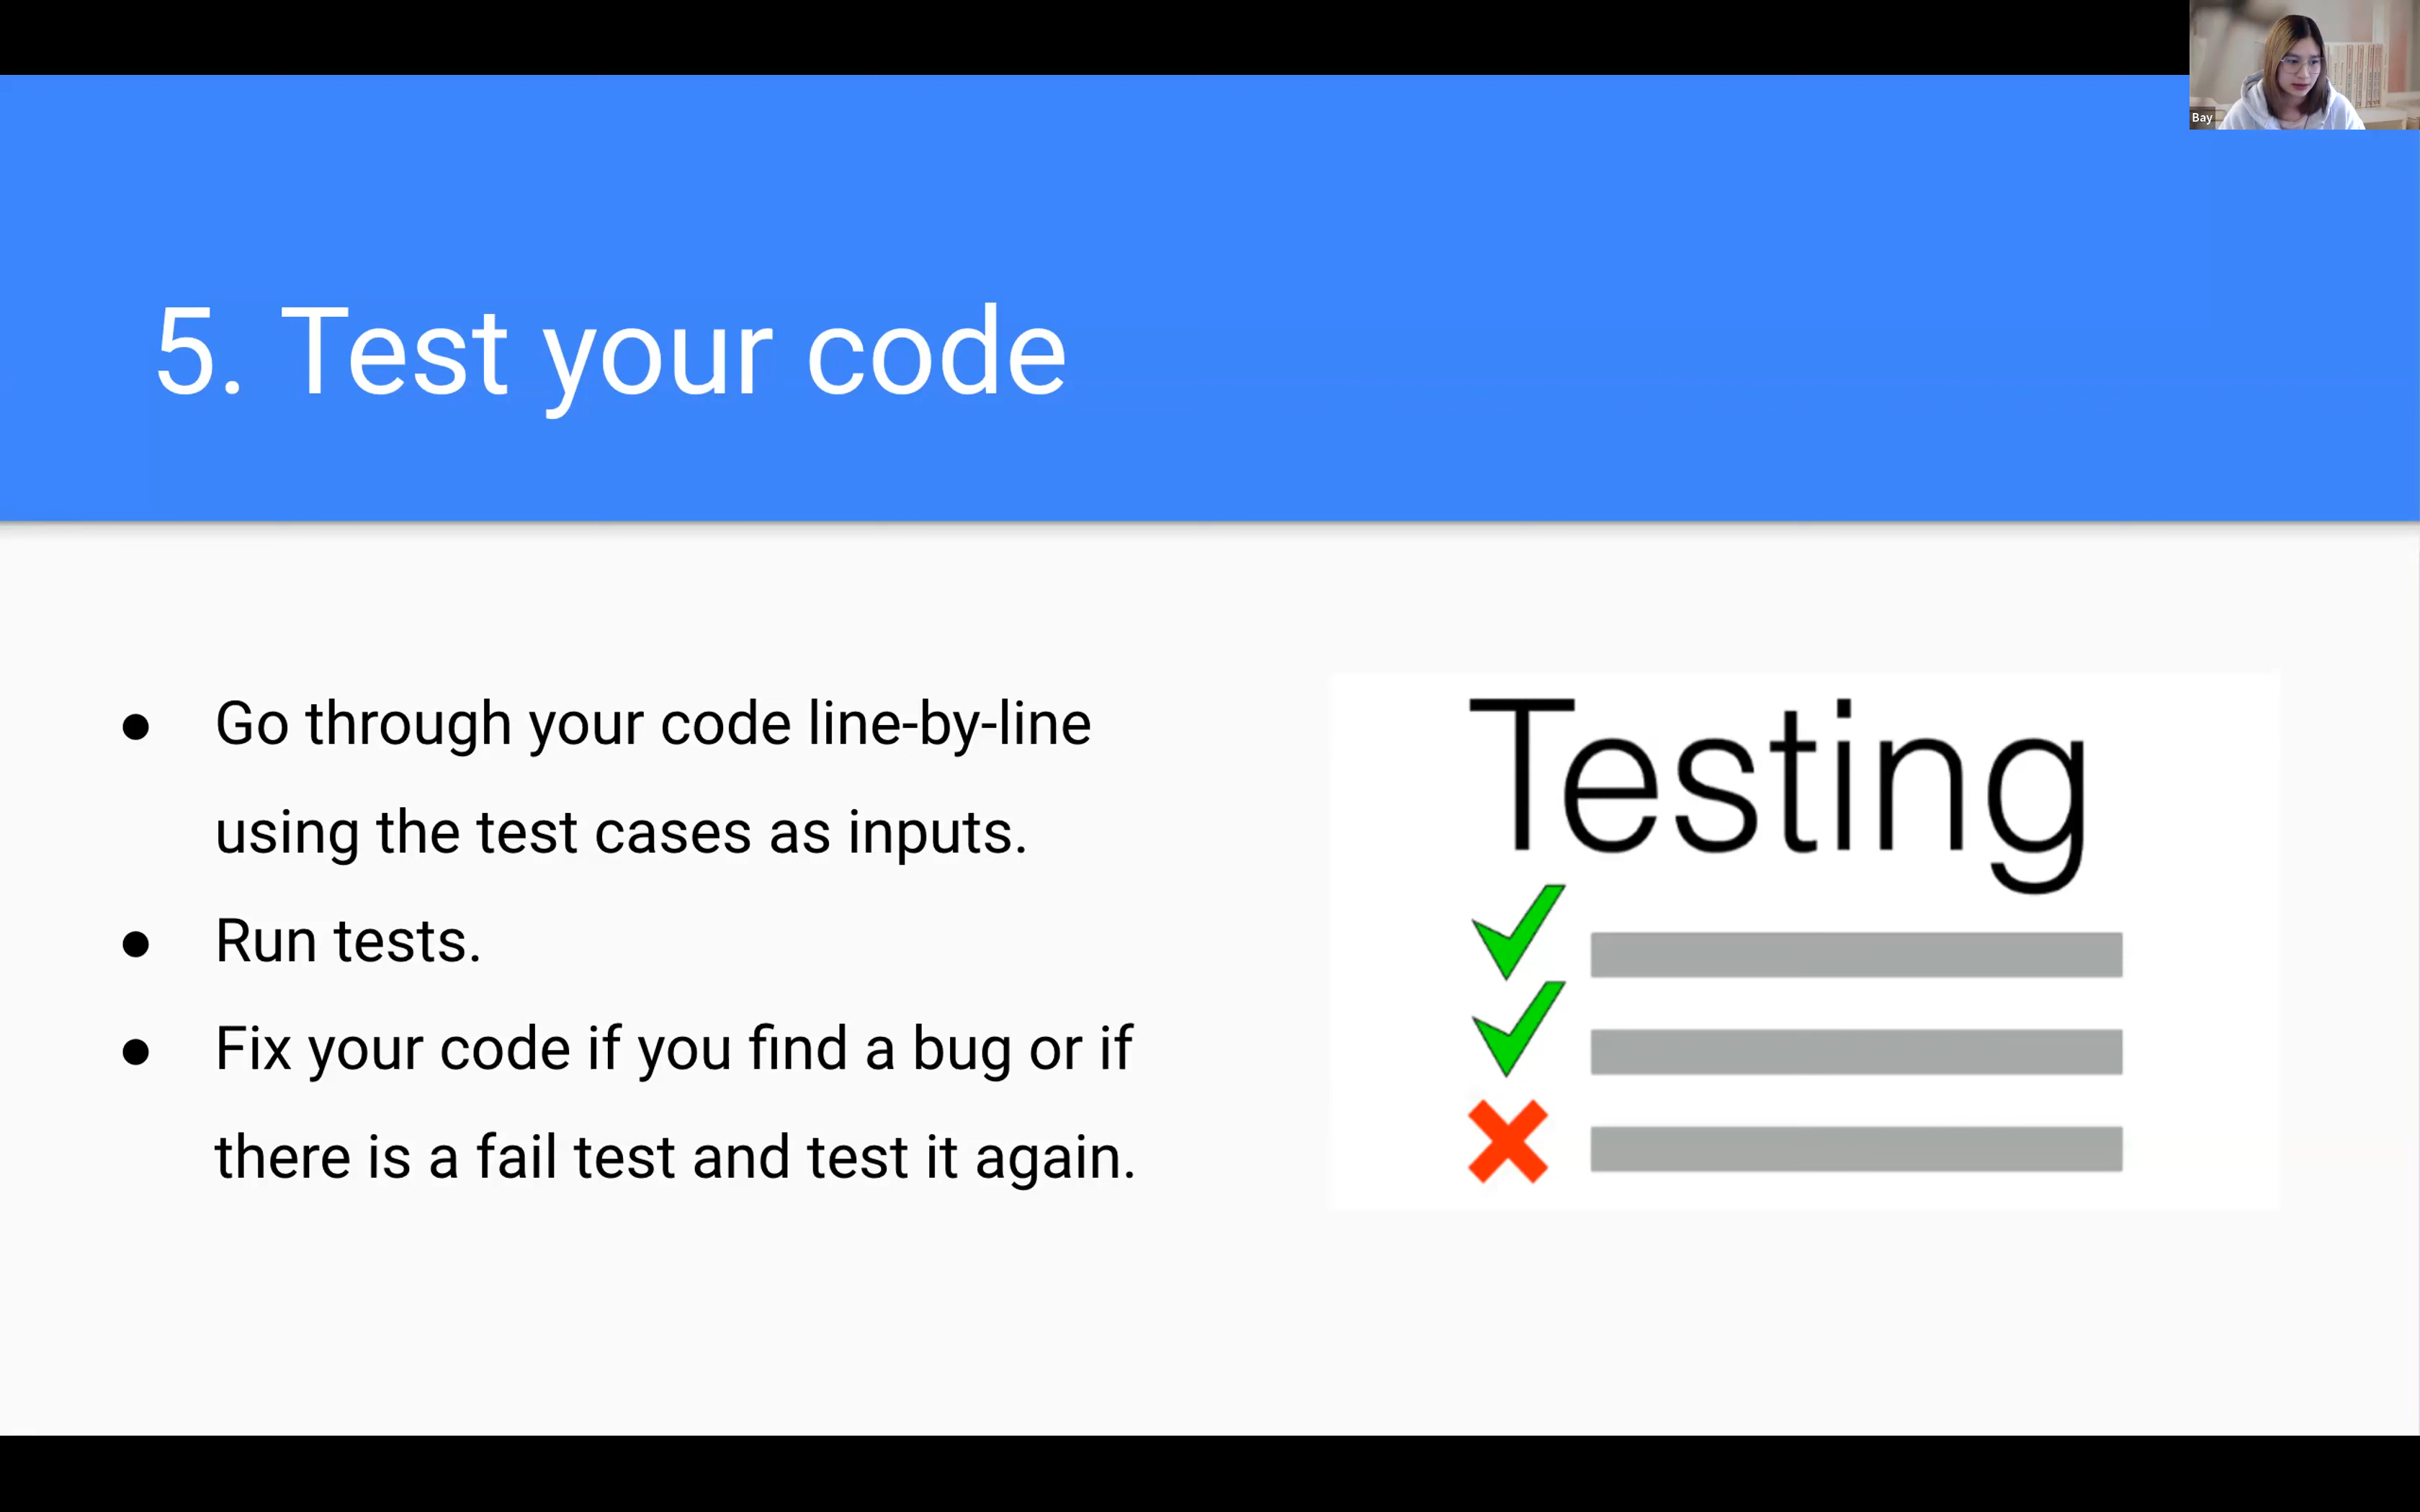 Bay
5. Test your code
● Go through your code line-by-line
using the test cases as inputs.
● Run tests.
● Fix your code if you find a bug or if
there is a fail test and test it again.
Testing